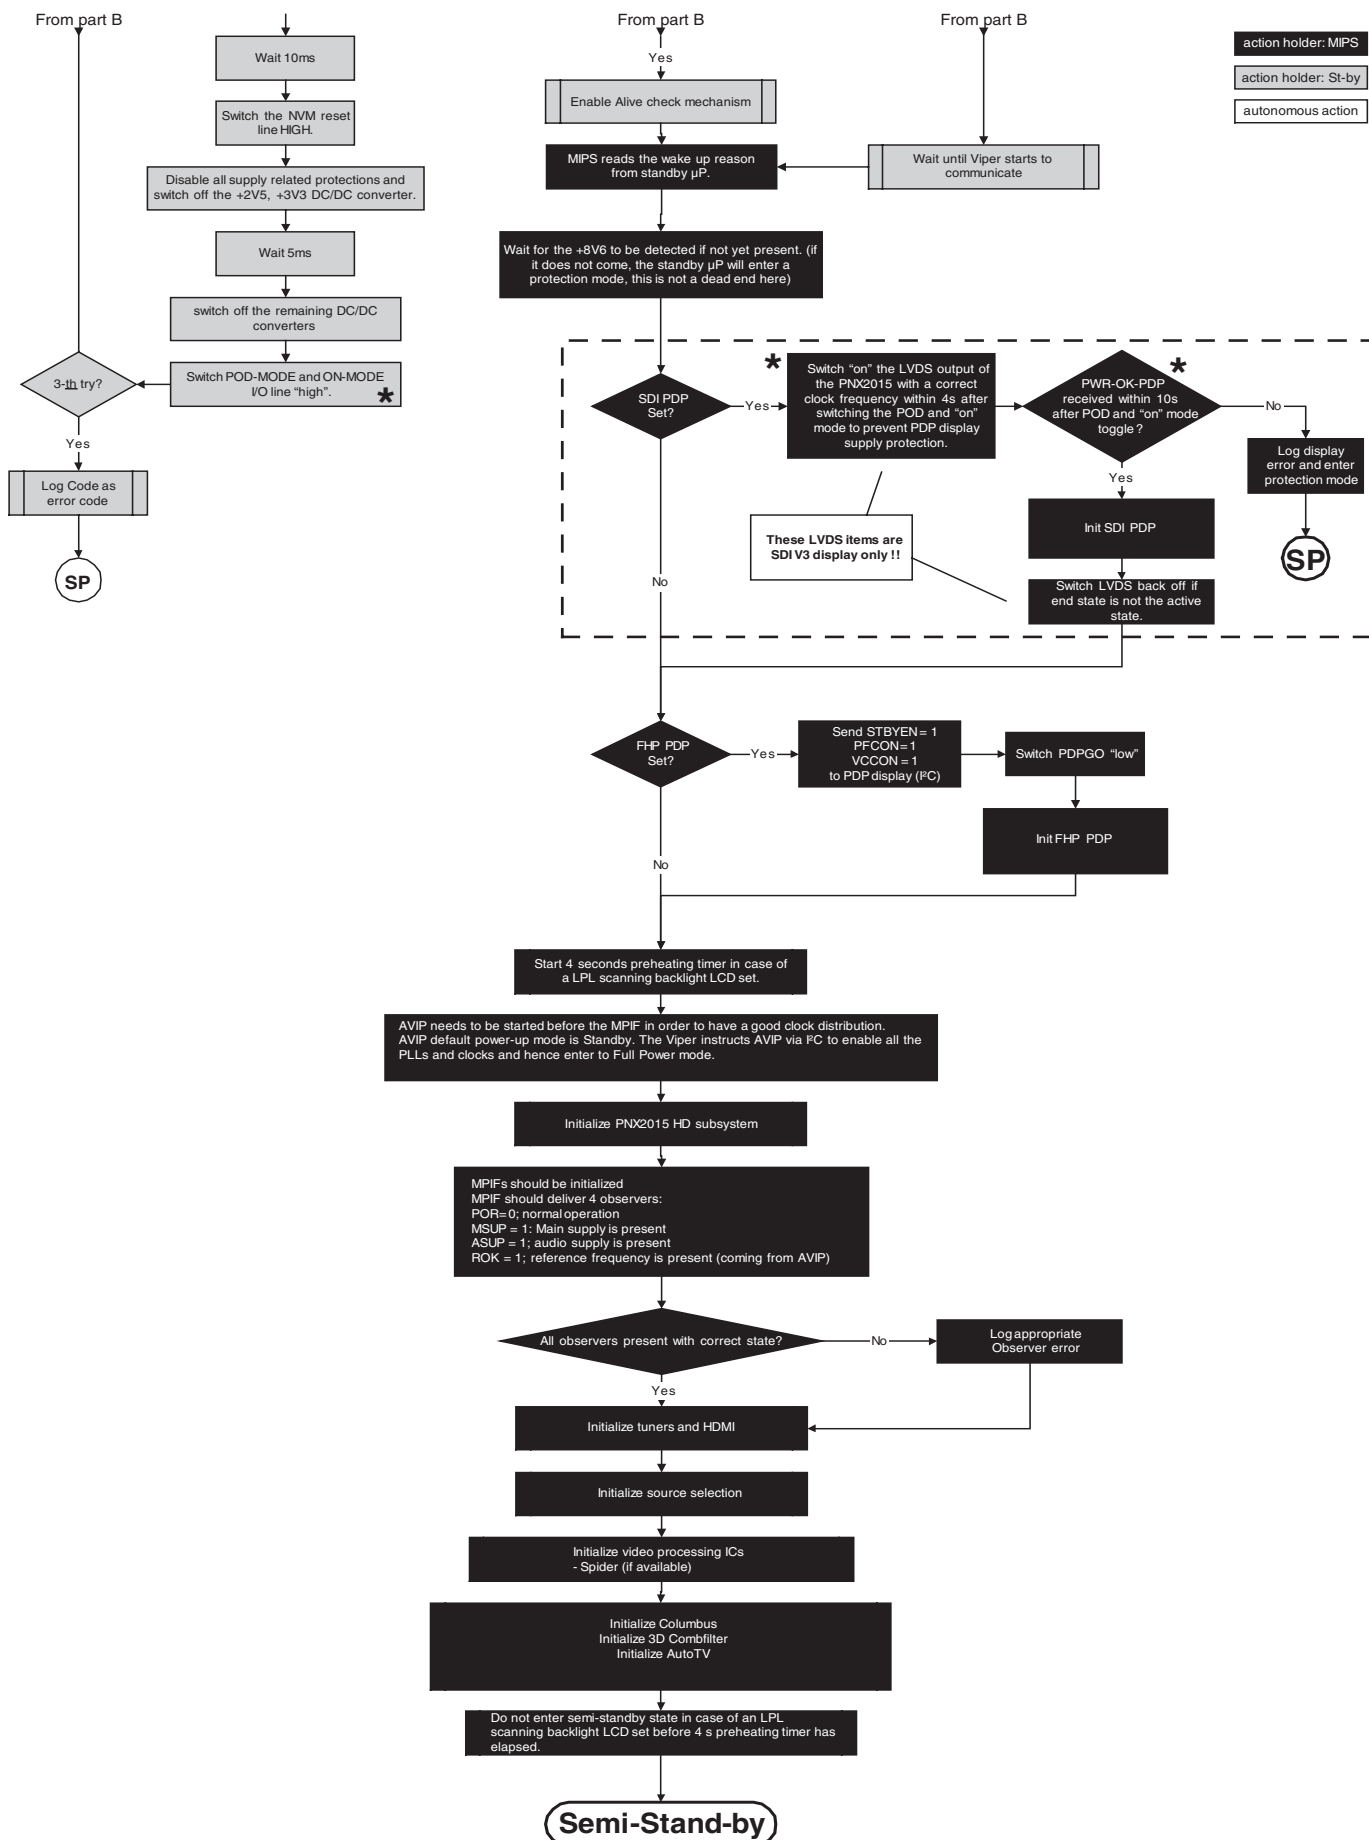 From part B
From part B
From part B
action holder: MIPS
action holder: St-by
autonomous action
Wait 10ms
Switch the NVM reset
line HIGH.
Disable all supply related protections and
switch off the +2V5, +3V3 DC/DC converter.
Wait 5ms
switch off the remaining DC/DC
converters
Switch POD-MODE and ON-MODE
I/O line “high”.
*
3-th try?
Yes
Log Code as
error code
SP
Yes
Enable Alive check mechanism
MIPS reads the wake up reason
from standby µP.
Wait until Viper starts to
communicate
Wait for the +8V6 to be detected if not yet present. (if
it does not come, the standby µP will enter a
protection mode, this is not a dead end here)
SDI PDP
Set?
Yes
*
Switch “on” the LVDS output of
the PNX2015 with a correct
clock frequency within 4s after
switching the POD and “on”
mode to prevent PDP display
supply protection.
*
PWR-OK-PDP
received within 10s
after POD and “on” mode
toggle?
No
Log display
error and enter
protection mode
SP
Yes
Init SDI PDP
These LVDS items are
SDI V3 display only !!
Switch LVDS back off if
end state is not the active
state.
No
FHP PDP
Set?
Yes
Send STBYEN = 1
PFCON = 1
VCCON = 1
to PDP display (I²C)
Switch PDPGO “low”
Init FHP PDP
No
Start 4 seconds preheating timer in case of
a LPL scanning backlight LCD set.
AVIP needs to be started before the MPIF in order to have a good clock distribution.
AVIP default power-up mode is Standby. The Viper instructs AVIP via I²C to enable all the
PLLs and clocks and hence enter to Full Power mode.
Initialize PNX2015 HD subsystem
MPIFs should be initialized
MPIF should deliver 4 observers:
POR= 0; normal operation
MSUP = 1: Main supply is present
ASUP = 1; audio supply is present
ROK = 1; reference frequency is present (coming from AVIP)
All observers present with correct state?
No
Log appropriate
Observer error
Yes
Initialize tuners and HDMI
Initialize source selection
Initialize video processing ICs
- Spider (if available)
Initialize Columbus
Initialize 3D Combfilter
Initialize AutoTV
Do not enter semi-standby state in case of an LPL
scanning backlight LCD set before 4 s preheating timer has
elapsed.
Semi-Stand-by